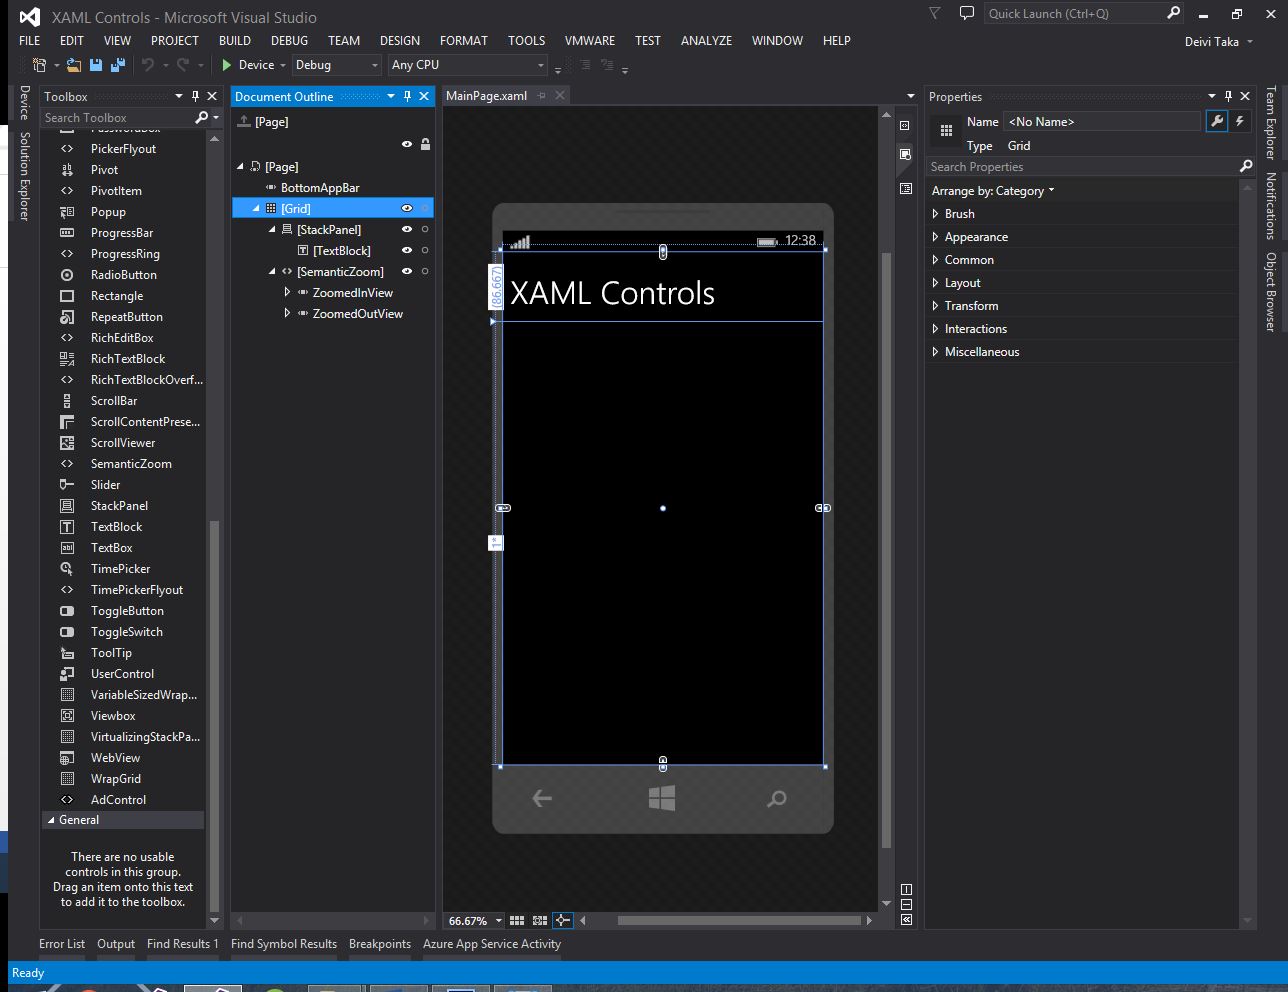 XAML Controls - Microsoft Visual Studio
Quick Launch (Ctrl+Q)
FILE EDIT VIEW PROJECT BUILD DEBUG TEAM DESIGN FORMAT TOOLS VMWARE TEST ANALYZE WINDOW HELP
Deivi Taka
Device Debug Any CPU
Device
Solution Explorer
Toolbox
Search Toolbox
PasswordBox
PickerFlyout
Pivot
PivotItem
Popup
ProgressBar
ProgressRing
RadioButton
Rectangle
RepeatButton
RichEditBox
RichTextBlock
RichTextBlockOverf...
ScrollBar
ScrollContentPrese...
ScrollViewer
SemanticZoom
Slider
StackPanel
TextBlock
TextBox
TimePicker
TimePickerFlyout
ToggleButton
ToggleSwitch
ToolTip
UserControl
VariableSizedWrap...
Viewbox
VirtualizingStackPa...
WebView
WrapGrid
AdControl
General
There are no usable
controls in this group.
Drag an item onto this text
to add it to the toolbox.
Document Outline
[Page]
[Page]
BottomAppBar
[Grid]
[StackPanel]
[TextBlock]
[SemanticZoom]
ZoomedInView
ZoomedOutView
MainPage.xaml
12:38
(86.667)
XAML Controls
1*
66.67%
Properties
Name <No Name>
Type Grid
Search Properties
Arrange by: Category
Brush
Appearance
Common
Layout
Transform
Interactions
Miscellaneous
Team Explorer
Notifications
Object Browser
Error List Output Find Results 1 Find Symbol Results Breakpoints Azure App Service Activity
Ready